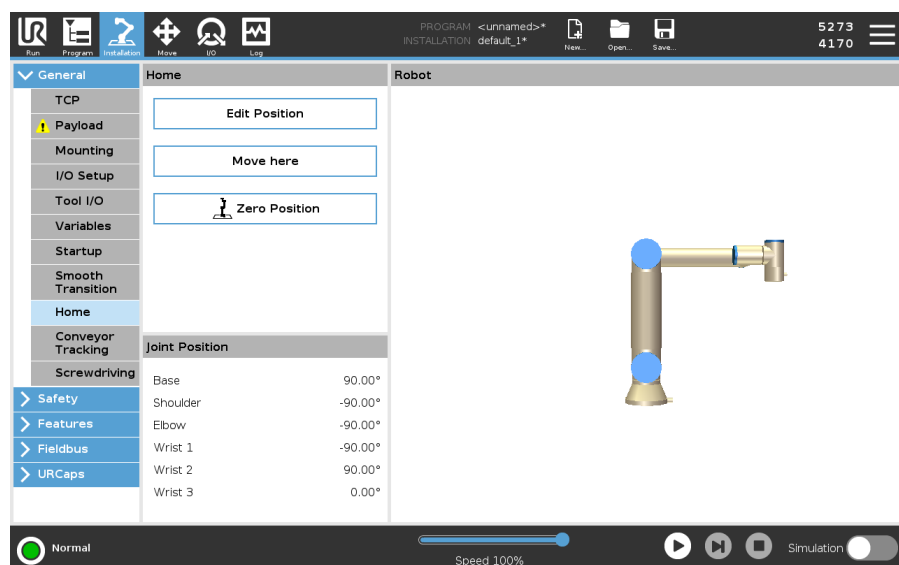 PROGRAM <unnamed>*
INSTALLATION default_1*
Run
Program
Installation
Move
I/O
Log
New...
Open...
Save...
5273
4170
General
TCP
Payload
Mounting
I/O Setup
Tool I/O
Variables
Startup
Smooth
Transition
Home
Conveyor
Tracking
Screwdriving
Safety
Features
Fieldbus
URCaps
Home
Edit Position
Move here
Zero Position
Joint Position
Base 90.00°
Shoulder -90.00°
Elbow -90.00°
Wrist 1 -90.00°
Wrist 2 90.00°
Wrist 3 0.00°
Robot
Normal
Speed 100%
Simulation